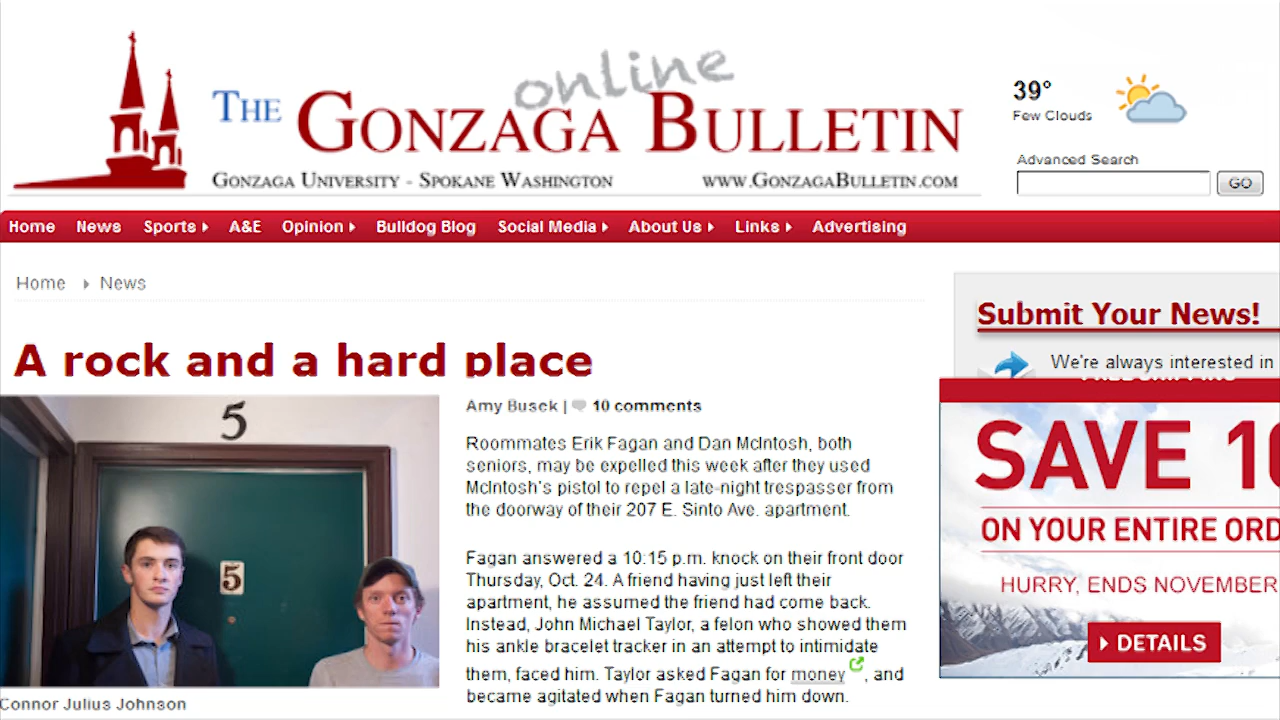 online
THE GONZAGA BULLETIN
GONZAGA UNIVERSITY - SPOKANE WASHINGTON
WWW.GONZAGABULLETIN.COM
39°
Few Clouds
Advanced Search
GO
Home News Sports A&E Opinion Bulldog Blog Social Media About Us Links Advertising
Home News
A rock and a hard place
Submit Your News!
We're always interested in
Amy Busek | 10 comments
5
5
Roommates Erik Fagan and Dan McIntosh, both
seniors, may be expelled this week after they used
McIntosh's pistol to repel a late-night trespasser from
the doorway of their 207 E. Sinto Ave. apartment.
Fagan answered a 10:15 p.m. knock on their front door
Thursday, Oct. 24. A friend having just left their
apartment, he assumed the friend had come back.
Instead, John Michael Taylor, a felon who showed them
his ankle bracelet tracker in an attempt to intimidate
them, faced him. Taylor asked Fagan for money, and
became agitated when Fagan turned him down.
Connor Julius Johnson
SAVE 10
ON YOUR ENTIRE ORD
HURRY, ENDS NOVEMBER
DETAILS